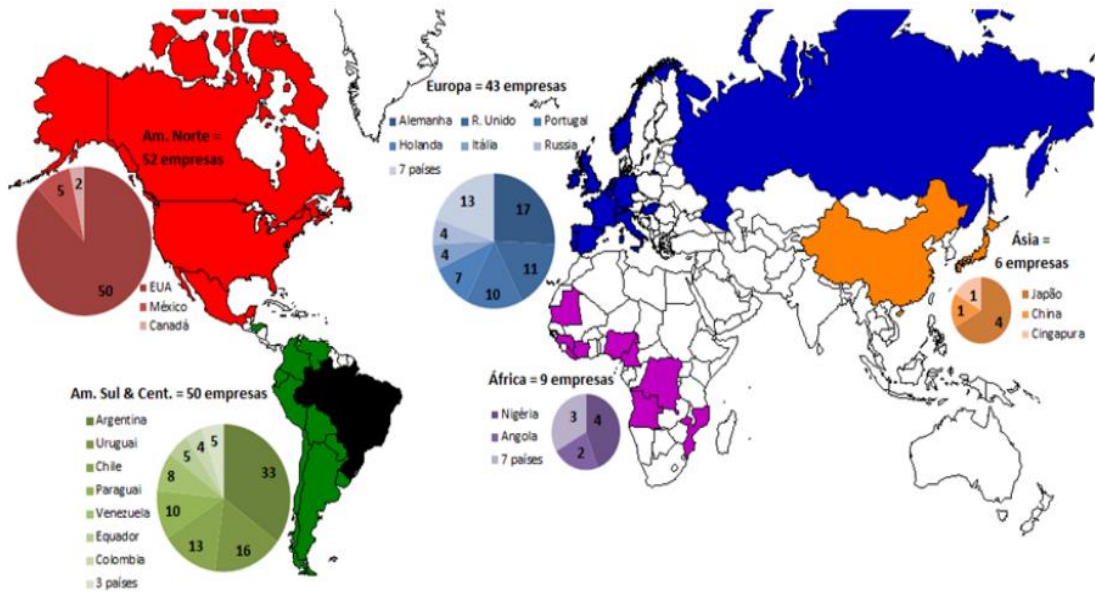 Am. Norte =
52 empresas
5
2
50
EUA
México
Canadá
Europa = 43 empresas
Alemanha R. Unido Portugal
Holanda Itália Russia
7 países
13
17
4
4
7
10
11
Ásia =
6 empresas
1
1
4
Japão
China
Cingapura
Am. Sul & Cent. = 50 empresas
Argentina
Uruguai
Chile
Paraguai
Venezuela
Equador
Colombia
3 países
5
4
5
8
33
10
13
16
África = 9 empresas
Nigéria
Angola
7 países
3
4
2